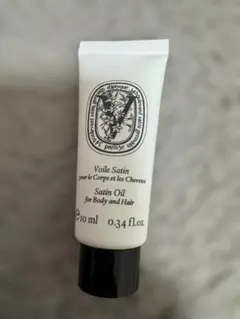 V
Voile Satin
pour le Corps et les Cheveux
Satin Oil
for Body and Hair
℮10 ml 0.34 fl.oz.